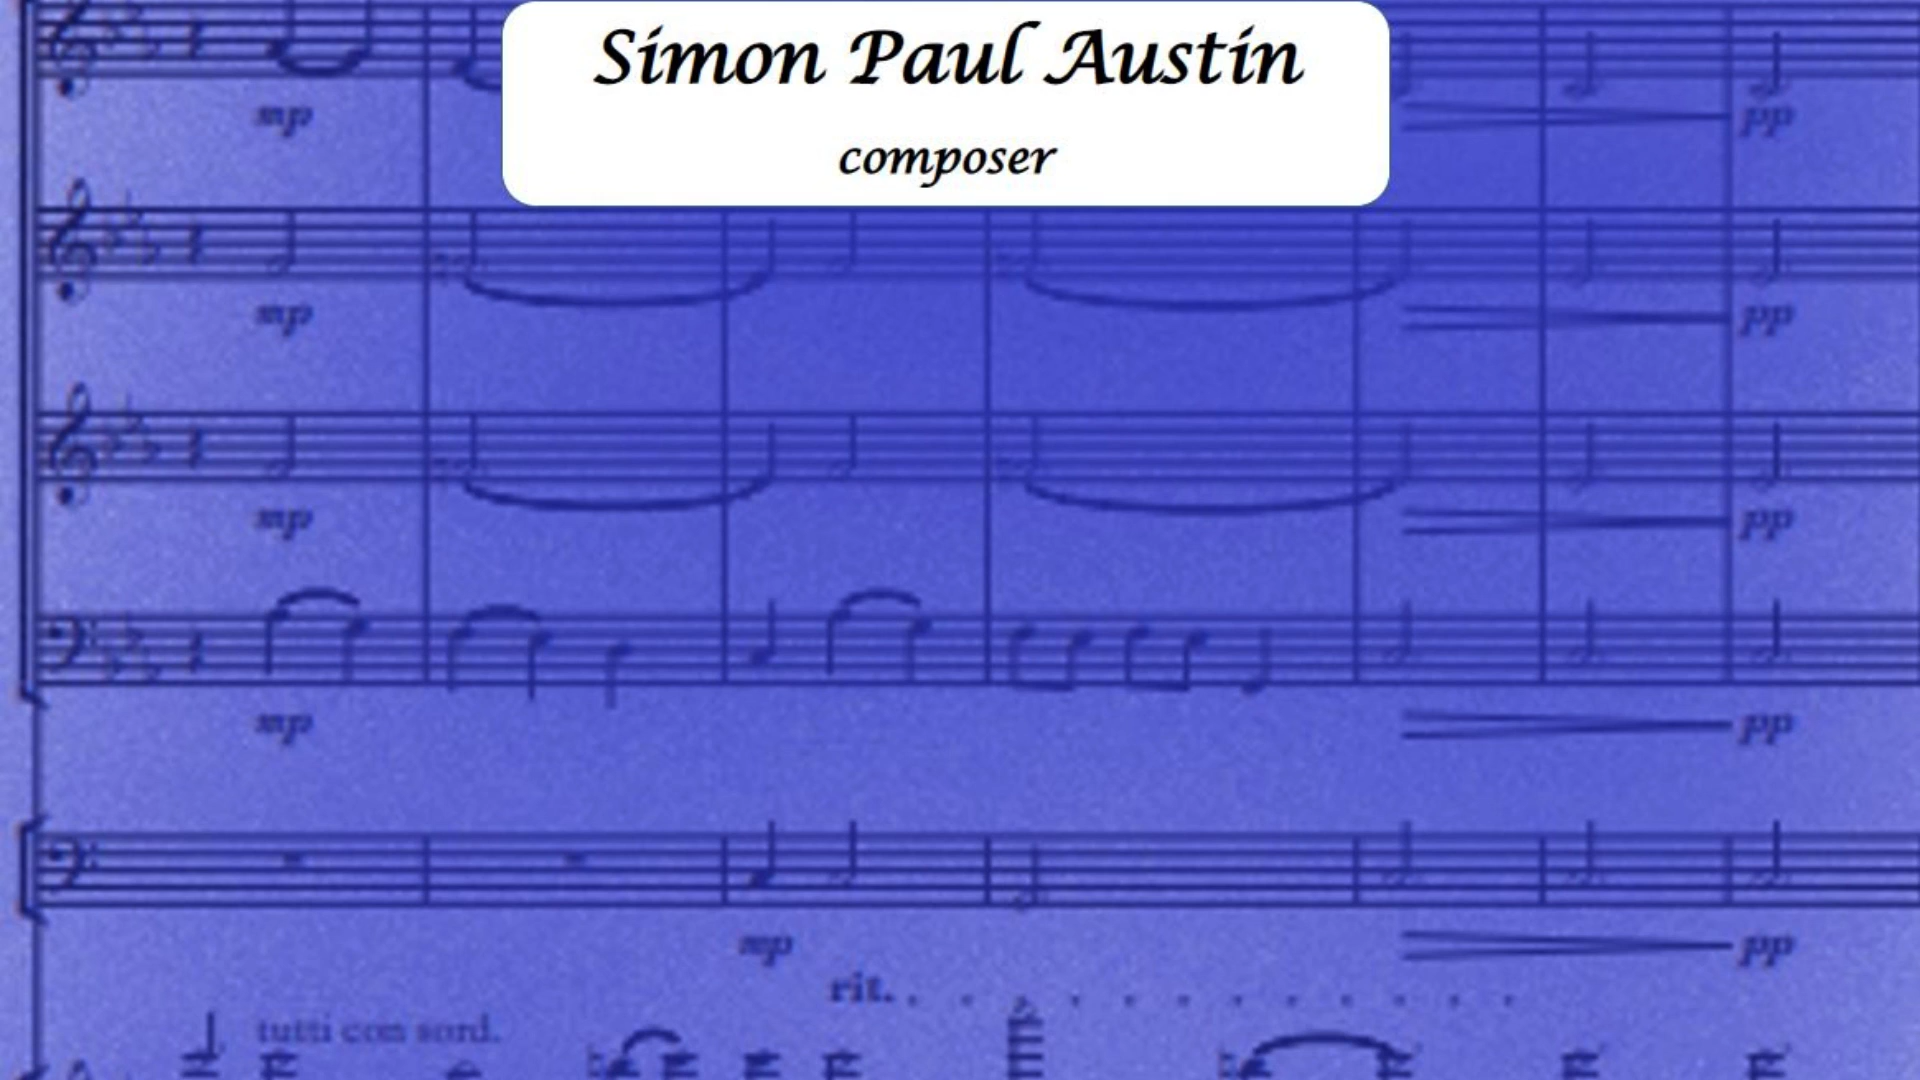 Simon Paul Austin
composer
mp
pp
mp
pp
mp
pp
mp
pp
mp
pp
rit.
tutti con sord.